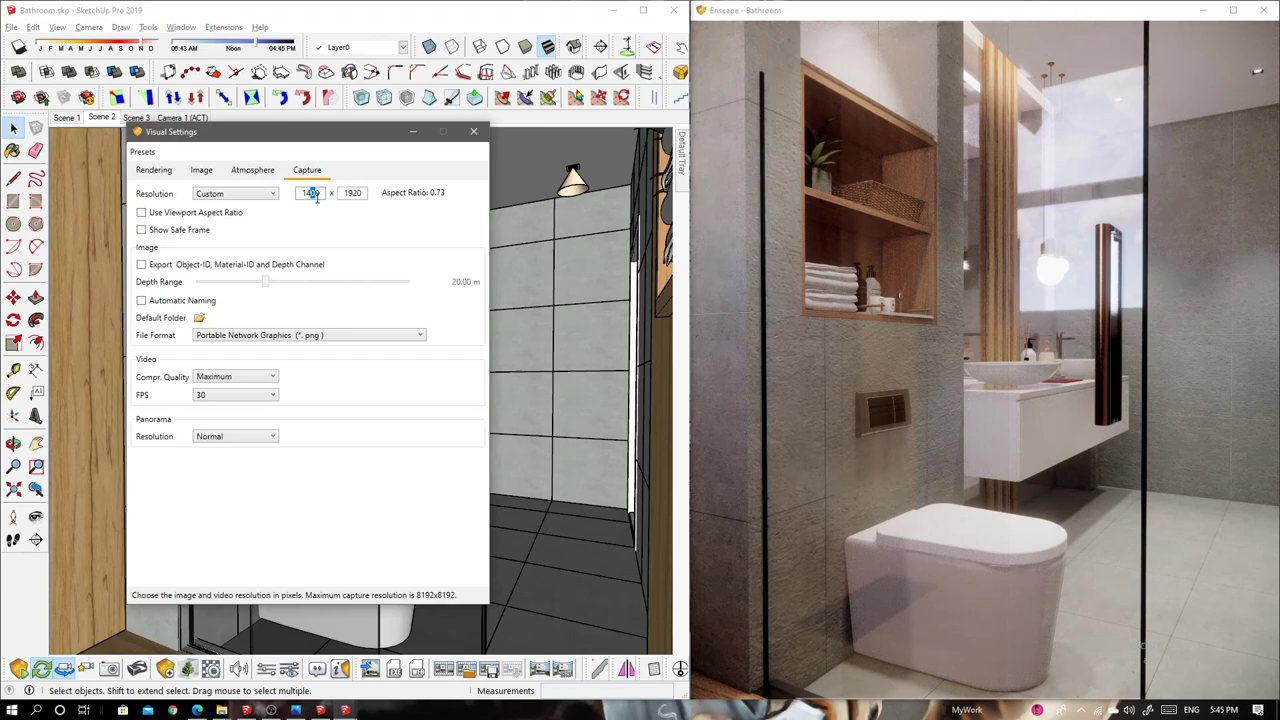 Bathroom.skp - SketchUp Pro 2019
File Edit View Camera Draw Tools Window Extensions Help
J F M A M J J A S O N D 06:43 AM Noon 04:45 PM Layer0
Scene 1 Scene 2 Scene 3 Camera 1 (ACT)
Default Tray
Visual Settings
Presets
Rendering Image Atmosphere Capture
Resolution Custom x 1920 Aspect Ratio: 0.73
Use Viewport Aspect Ratio
Show Safe Frame
Image
Export Object-ID, Material-ID and Depth Channel
Depth Range 20.00 m
Automatic Naming
Default Folder
File Format Portable Network Graphics (*. png )
Video
Compr. Quality Maximum
FPS 30
Panorama
Resolution Normal
Choose the image and video resolution in pixels. Maximum capture resolution is 8192x8192.
Select objects. Shift to extend select. Drag mouse to select multiple. Measurements
Enscape - Bathroom
MyWork ENG 5:45 PM